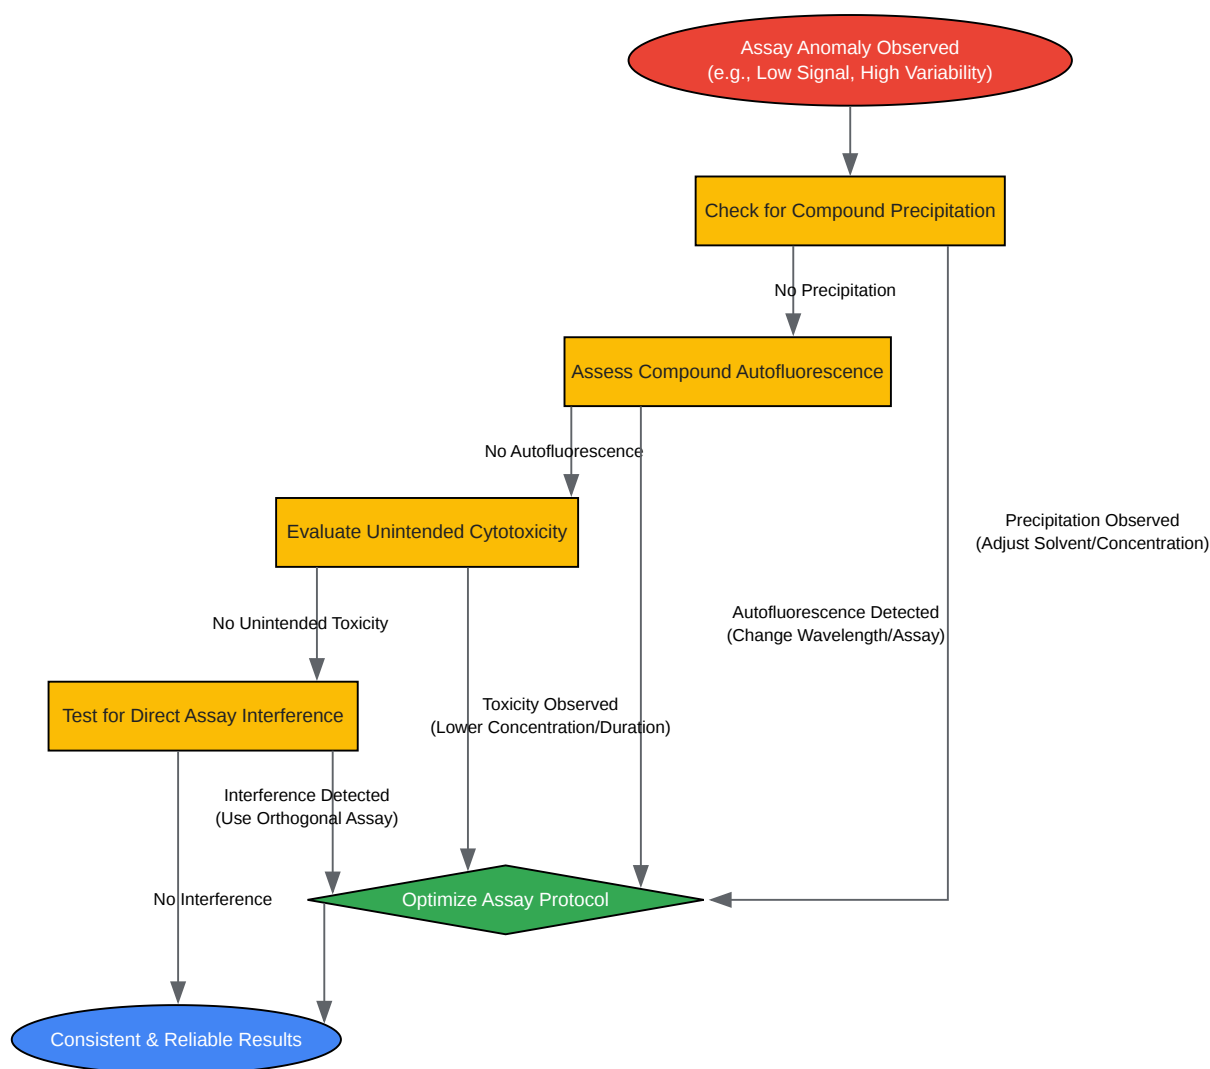 Assay Anomaly Observed
(e.g., Low Signal, High Variability)
Check for Compound Precipitation
No Precipitation
Assess Compound Autofluorescence
No Autofluorescence
Precipitation Observed
(Adjust Solvent/Concentration)
Evaluate Unintended Cytotoxicity
Autofluorescence Detected
(Change Wavelength/Assay)
No Unintended Toxicity
Toxicity Observed
(Lower Concentration/Duration)
Test for Direct Assay Interference
Interference Detected
(Use Orthogonal Assay)
No Interference
Optimize Assay Protocol
Consistent & Reliable Results